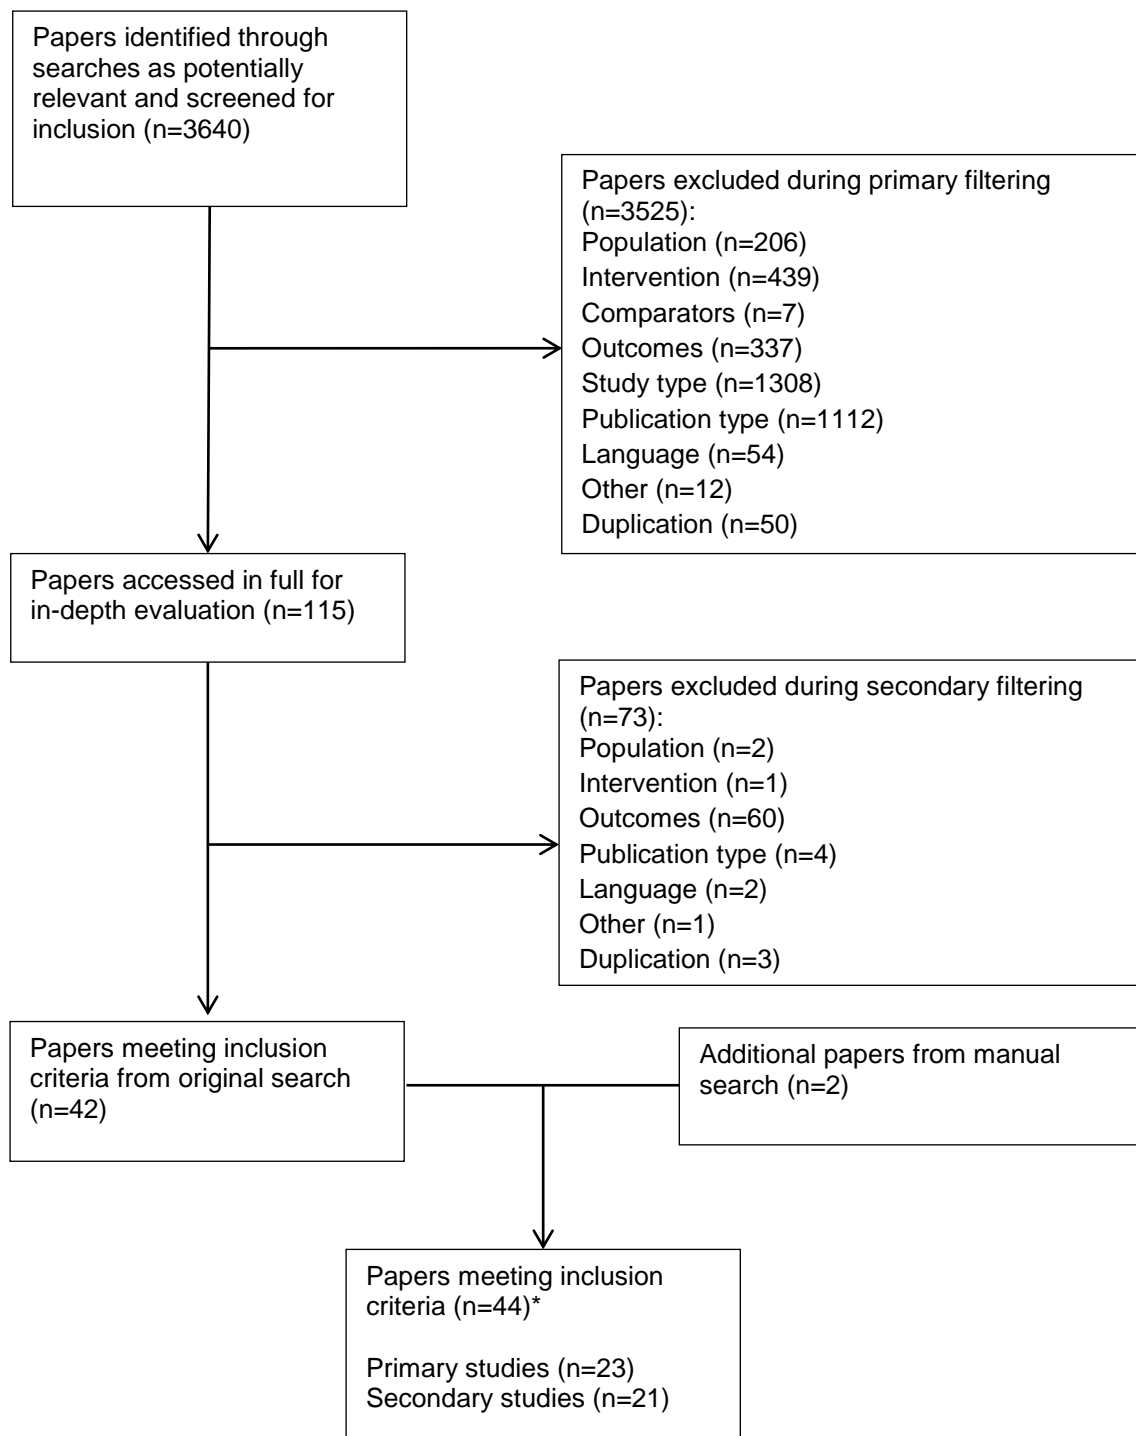 Papers identified through
searches as potentially
relevant and screened for
inclusion (n=3640)
Papers excluded during primary filtering
(n=3525):
Population (n=206)
Intervention (n=439)
Comparators (n=7)
Outcomes (n=337)
Study type (n=1308)
Publication type (n=1112)
Language (n=54)
Other (n=12)
Duplication (n=50)
Papers accessed in full for
in-depth evaluation (n=115)
Papers excluded during secondary filtering
(n=73):
Population (n=2)
Intervention (n=1)
Outcomes (n=60)
Publication type (n=4)
Language (n=2)
Other (n=1)
Duplication (n=3)
Papers meeting inclusion
criteria from original search
(n=42)
Additional papers from manual
search (n=2)
Papers meeting inclusion
criteria (n=44)*
Primary studies (n=23)
Secondary studies (n=21)